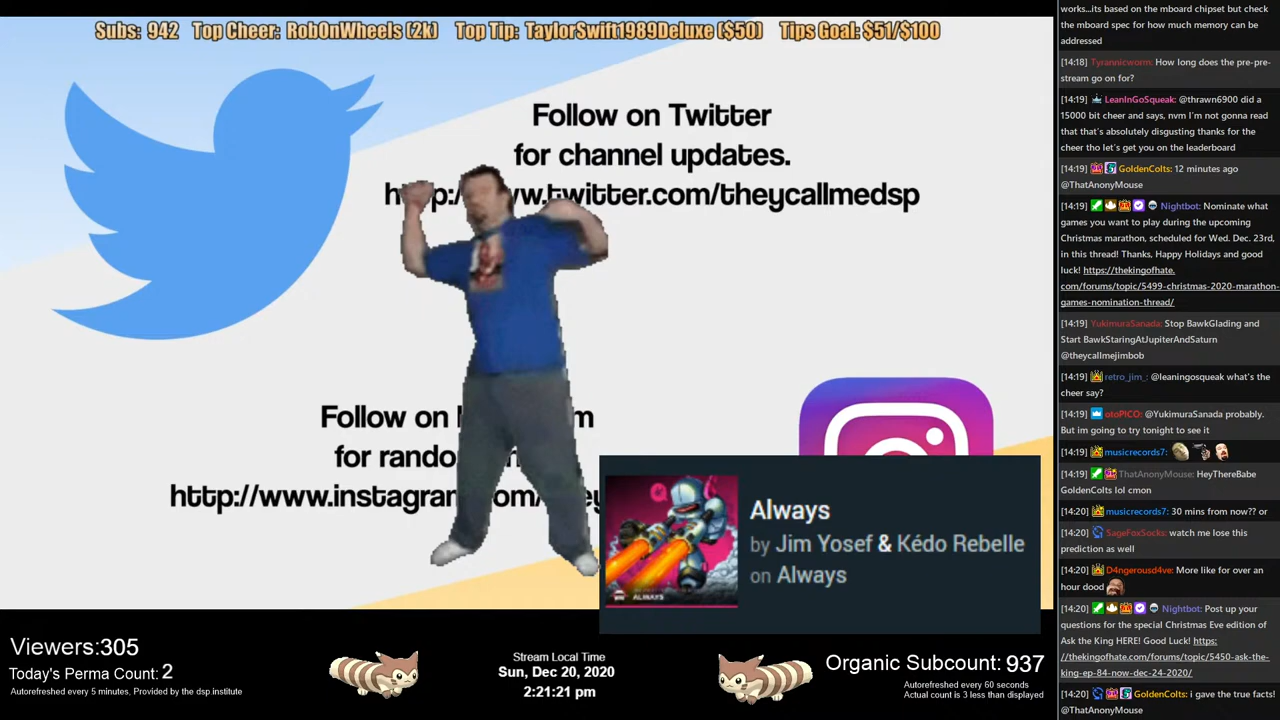 Subs: 942 Top Cheer: RobOnWheels (2k) Top Tip: TaylorSwift1989Deluxe ($50) Tips Goal: $51/$100
Follow on Twitter
for channel updates.
http://www.twitter.com/theycallmedsp
Follow on
for
http://www.instagram.com/
ALWAYS
Always
by Jim Yosef & Kédo Rebelle
on Always
Viewers:305
Today's Perma Count: 2
Autorefreshed every 5 minutes, Provided by the dsp.institute
Stream Local Time
Sun, Dec 20, 2020
2:21:21 pm
Organic Subcount: 937
Autorefreshed every 60 seconds
Actual count is 3 less than displayed
works...its based on the mboard chipset but check
the mboard spec for how much memory can be
addressed
[14:18] Tyrannicworm: How long does the pre-pre-
stream go on for?
[14:19] LeanInGoSqueak: @thrawn6900 did a
15000 bit cheer and says, nvm I'm not gonna read
that that's absolutely disgusting thanks for the
cheer tho let's get you on the leaderboard
[14:19] GoldenColts: 12 minutes ago
@ThatAnonyMouse
[14:19] Nightbot: Nominate what
games you want to play during the upcoming
Christmas marathon, scheduled for Wed. Dec. 23rd,
in this thread! Thanks, Happy Holidays and good
luck! https://thekingofhate.
com/forums/topic/5499-christmas-2020-marathon-
games-nomination-thread/
[14:19] YukimuraSanada: Stop BawkGlading and
Start BawkStaringAtJupiterAndSaturn
@theycallmejimbob
[14:19] retro_jim_: @leaningosqueak what's the
cheer say?
[14:19] otoPICO: @YukimuraSanada probably.
But im going to try tonight to see it
[14:19] musicrecords7:
[14:19] ThatAnonyMouse: HeyThereBabe
GoldenColts lol cmon
[14:20] musicrecords7: 30 mins from now?? or
[14:20] SageFoxSocks: watch me lose this
prediction as well
[14:20] D4ngerousd4ve: More like for over an
hour dood
[14:20] Nightbot: Post up your
questions for the special Christmas Eve edition of
Ask the King HERE! Good Luck! https:
//thekingofhate.com/forums/topic/5450-ask-the-
king-ep-84-now-dec-24-2020/
[14:20] GoldenColts: i gave the true facts!
@ThatAnonyMouse